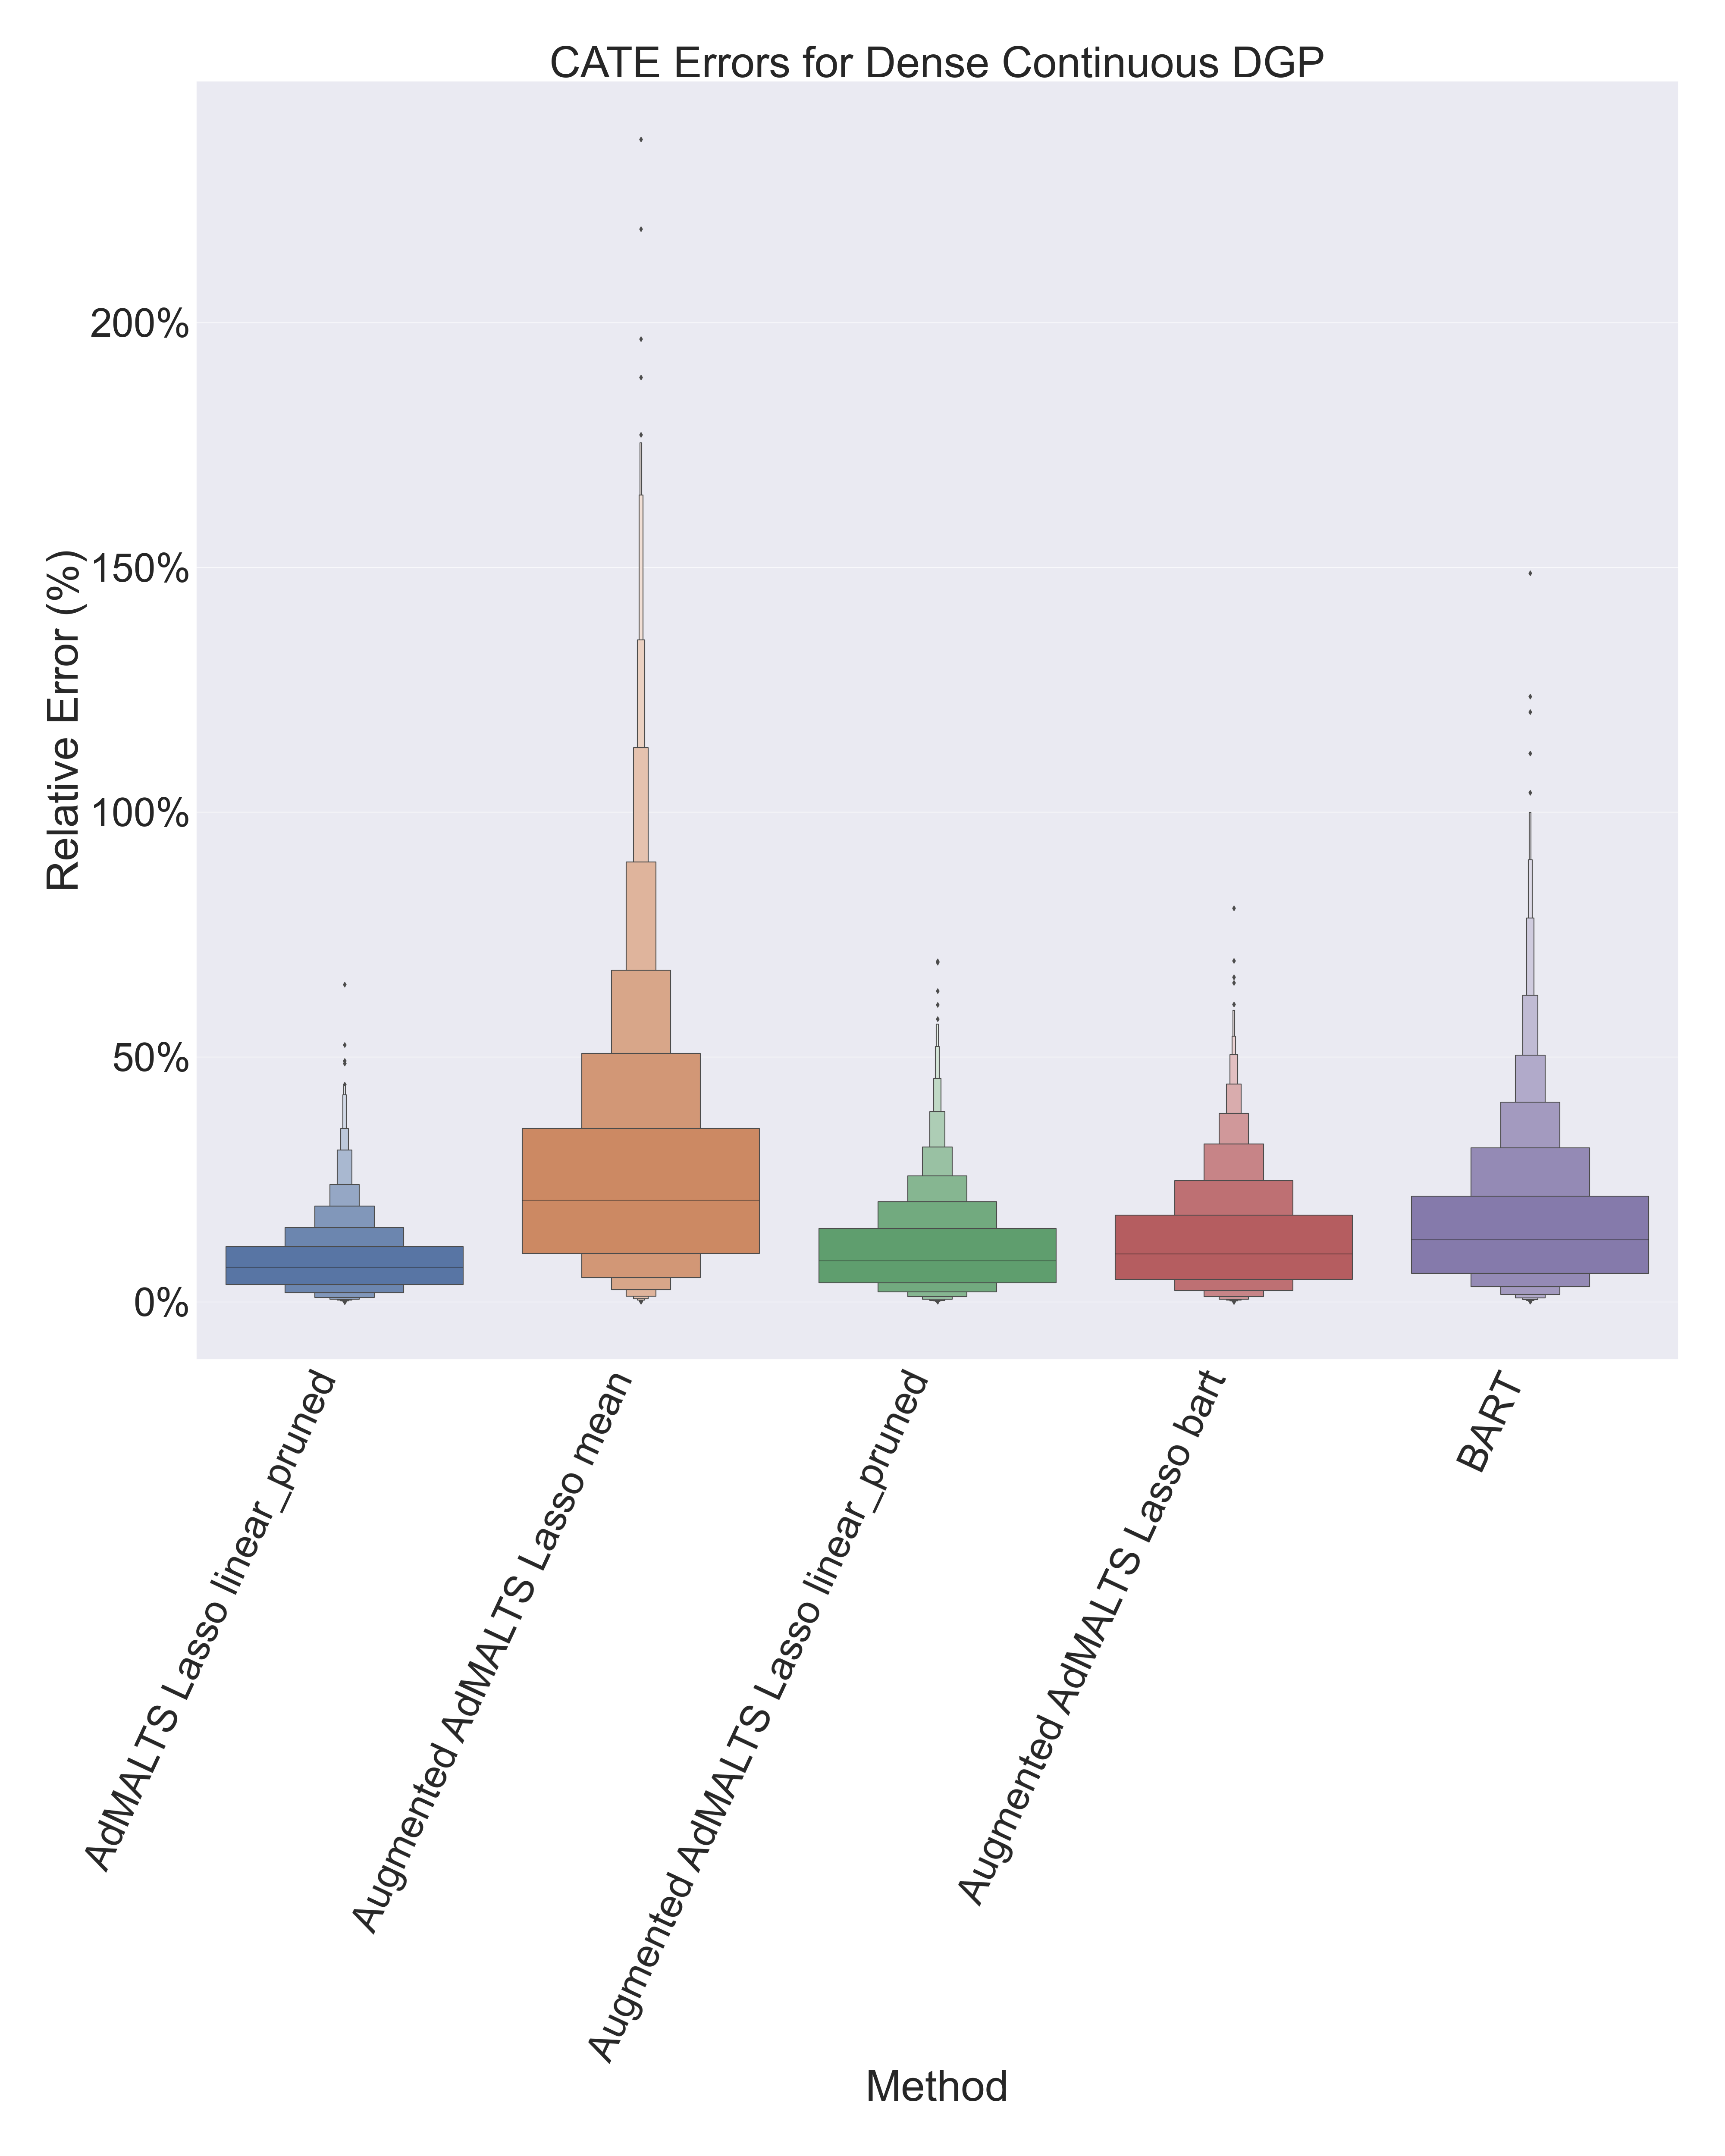 CATE Errors for Dense Continuous DGP
Relative Error (%)
200%
150%
100%
50%
0%
AdMALTS Lasso linear_pruned
Augmented AdMALTS Lasso mean
Augmented AdMALTS Lasso linear_pruned
Augmented AdMALTS Lasso bart
BART
Method